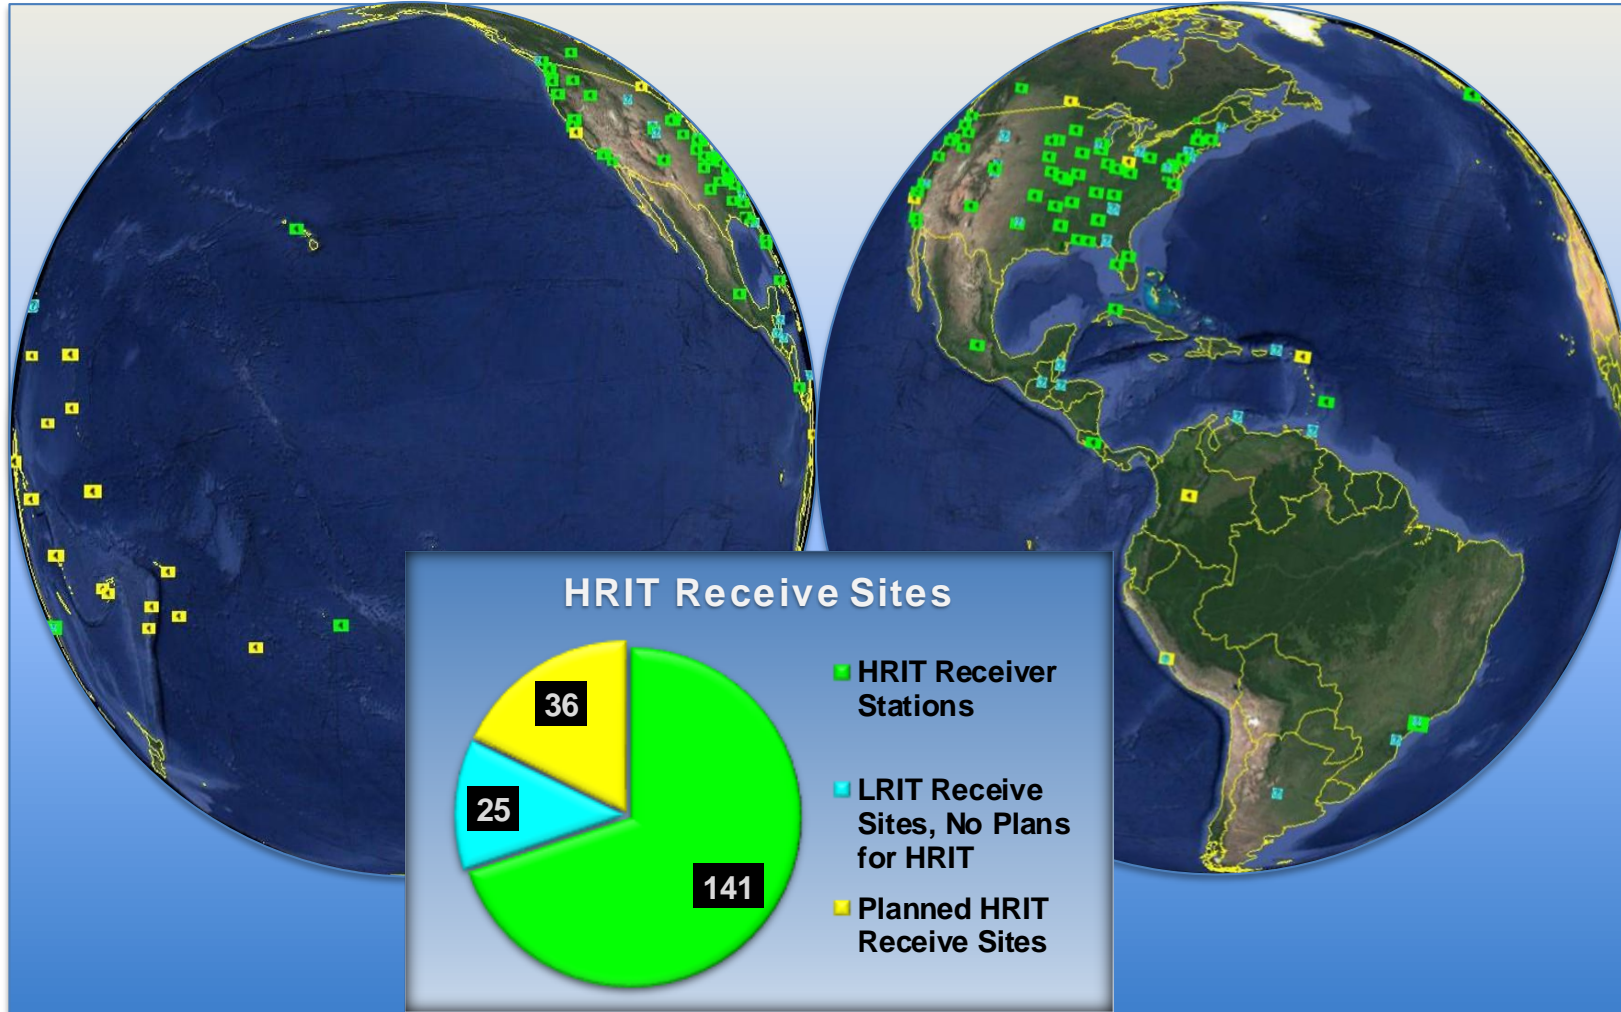 HRIT Receive Sites
36
25
141
HRIT Receiver
Stations
LRIT Receive
Sites, No Plans
for HRIT
Planned HRIT
Receive Sites